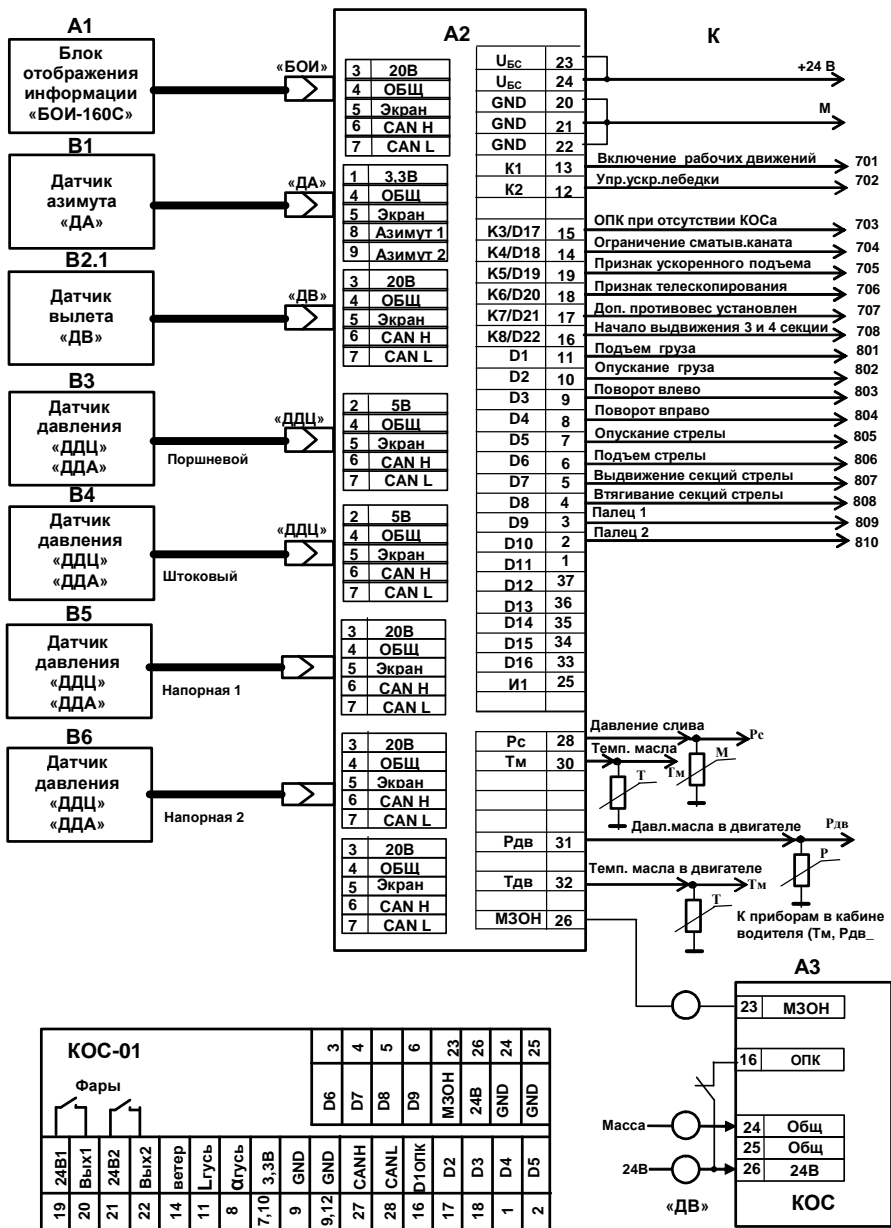 А1
Блок
отображения
информации
«БОИ-160С»
«БОИ»
В1
Датчик
азимута
«ДА»
«ДА»
В2.1
Датчик
вылета
«ДВ»
«ДВ»
В3
Датчик
давления
«ДДЦ»
«ДДА»
Поршневой
«ДДЦ»
В4
Датчик
давления
«ДДЦ»
«ДДА»
Штоковый
«ДДЦ»
В5
Датчик
давления
«ДДЦ»
«ДДА»
Напорная 1
В6
Датчик
давления
«ДДЦ»
«ДДА»
Напорная 2
А2
3 20В
4 ОБЩ
5 Экран
6 CAN H
7 CAN L
1 3,3В
4 ОБЩ
5 Экран
8 Азимут 1
9 Азимут 2
3 20В
4 ОБЩ
5 Экран
6 CAN H
7 CAN L
2 5В
4 ОБЩ
5 Экран
6 CAN H
7 CAN L
2 5В
4 ОБЩ
5 Экран
6 CAN H
7 CAN L
3 20В
4 ОБЩ
5 Экран
6 CAN H
7 CAN L
3 20В
4 ОБЩ
5 Экран
6 CAN H
7 CAN L
3 20В
4 ОБЩ
5 Экран
6 CAN H
7 CAN L
К
UБС 23
UБС 24
+24 В
GND 20
GND 21
М
GND 22
К1 13 Включение рабочих движений 701
К2 12 Упр.ускр.лебедки 702
К3/D17 15 ОПК при отсутствии КОСа 703
К4/D18 14 Ограничение сматыв.каната 704
К5/D19 19 Признак ускоренного подъема 705
К6/D20 18 Признак телескопирования 706
К7/D21 17 Доп. противовес установлен 707
К8/D22 16 Начало выдвижения 3 и 4 секции 708
D1 11 Подъем груза 801
D2 10 Опускание груза 802
D3 9 Поворот влево 803
D4 8 Поворот вправо 804
D5 7 Опускание стрелы 805
D6 6 Подъем стрелы 806
D7 5 Выдвижение секций стрелы 807
D8 4 Втягивание секций стрелы 808
D9 3 Палец 1 809
D10 2 Палец 2 810
D11 1
D12 37
D13 36
D14 35
D15 34
D16 33
И1 25
Рс 28 Давление слива Рс
Тм 30 Темп. масла Тм
Т
М
Рдв 31 Давл.масла в двигателе Рдв
Р
Тдв 32 Темп. масла в двигателе Тм
Т
МЗОН 26
К приборам в кабине
водителя (Тм, Рдв_
А3
23 МЗОН
16 ОПК
Масса
24 Общ
25 Общ
24В
26 24В
«ДВ»
КОС
КОС-01
Фары
D6 3
D7 4
D8 5
D9 6
МЗОН 23
24В 26
GND 24
GND 25
19 24В1
20 Вых1
21 24В2
22 Вых2
14 ветер
11 Lгусь
8 αгусь
7,10 3,3В
9 GND
9,12 GND
27 CANH
28 CANL
16 D1ОПК
17 D2
18 D3
1 D4
2 D5